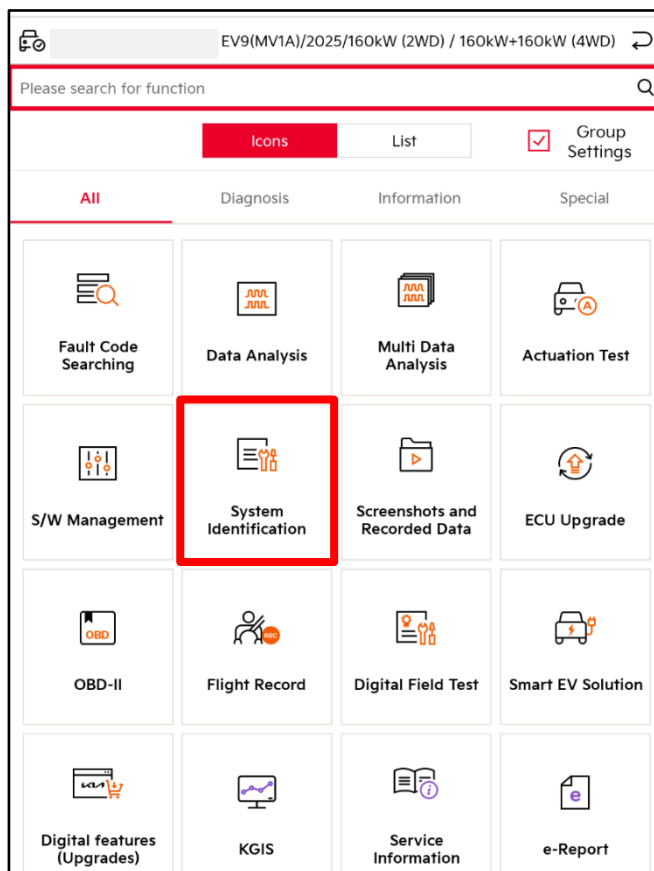 EV9(MV1A)/2025/160kW (2WD) / 160kW+160kW (4WD)
Please search for function
Icons
List
Group
Settings
All
Diagnosis
Information
Special
Fault Code
Searching
Data Analysis
Multi Data
Analysis
A
Actuation Test
S/W Management
System
Identification
Screenshots and
Recorded Data
ECU Upgrade
OBD
OBD-II
REC
Flight Record
Digital Field Test
Smart EV Solution
KIA
Digital features
(Upgrades)
KGIS
i
Service
Information
e
e-Report